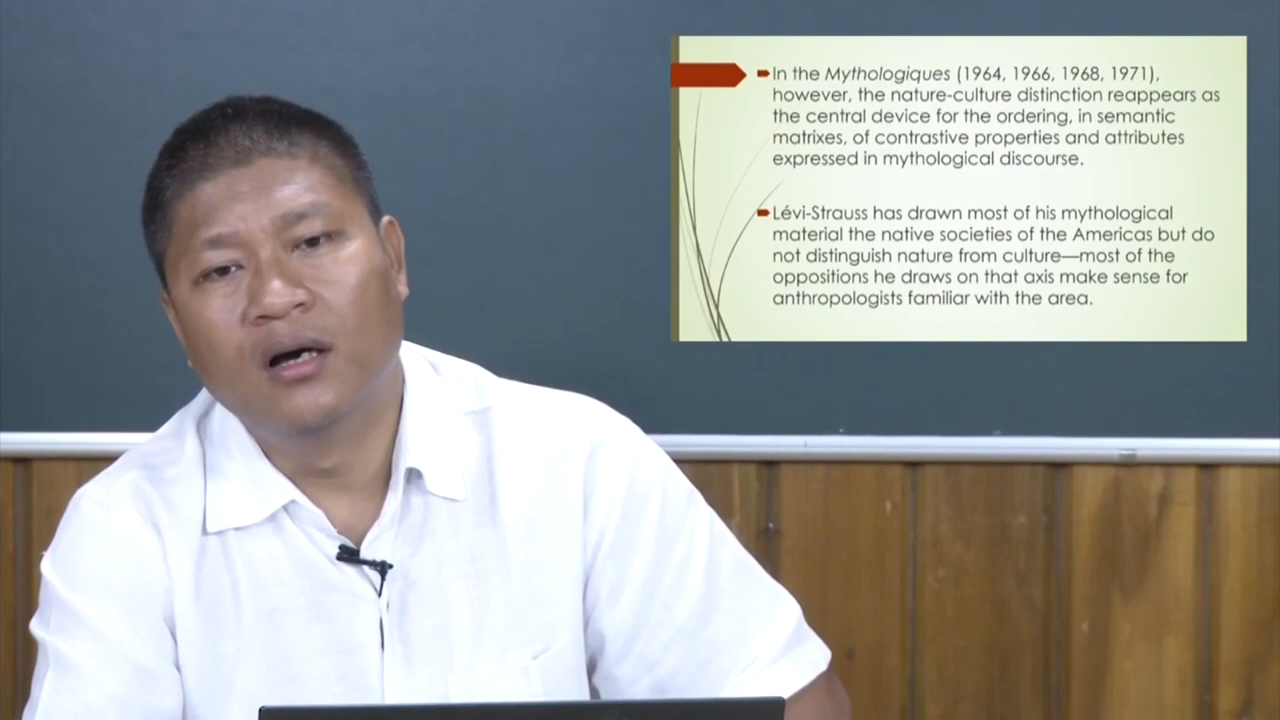 In the Mythologiques (1964, 1966, 1968, 1971),
however, the nature-culture distinction reappears as
the central device for the ordering, in semantic
matrixes, of contrastive properties and attributes
expressed in mythological discourse.
Lévi-Strauss has drawn most of his mythological
material the native societies of the Americas but do
not distinguish nature from culture—most of the
oppositions he draws on that axis make sense for
anthropologists familiar with the area.